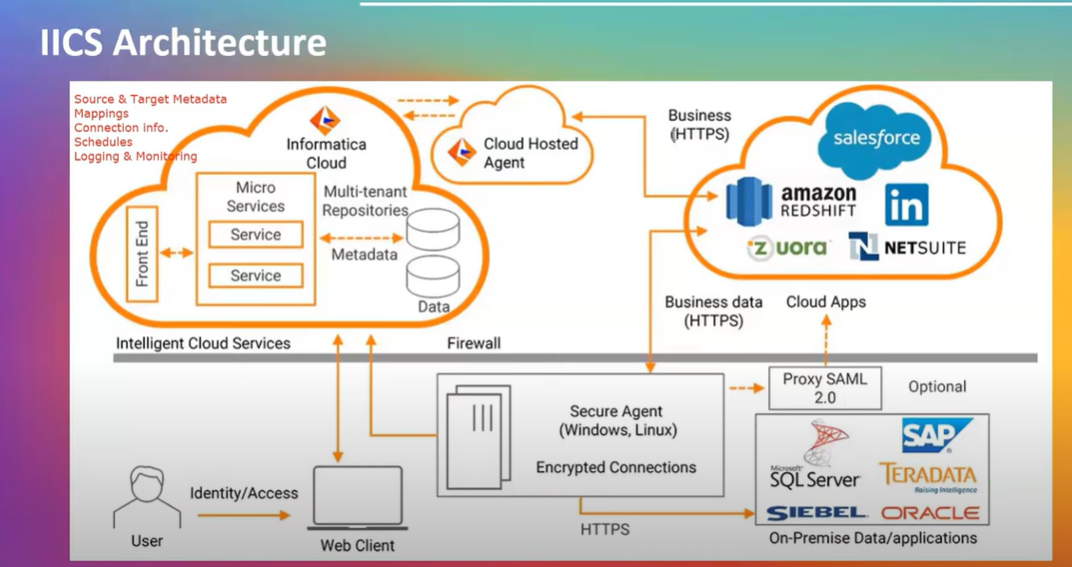 IICS Architecture
Source & Target Metadata
Mappings
Connection info.
Schedules
Logging & Monitoring
Informatica
Cloud
Cloud Hosted
Agent
Business
(HTTPS)
salesforce
amazon
REDSHIFT
in
zuora
N NETSUITE
Front End
Micro
Services
Service
Service
Multi-tenant
Repositories
Metadata
Data
Business data
(HTTPS)
Cloud Apps
Intelligent Cloud Services
Firewall
Secure Agent
(Windows, Linux)
Encrypted Connections
Proxy SAML
2.0
Optional
Microsoft
SQL Server
SAP
TERADATA
Raising Intelligence
SIEBEL
ORACLE
On-Premise Data/applications
HTTPS
Identity/Access
User
Web Client